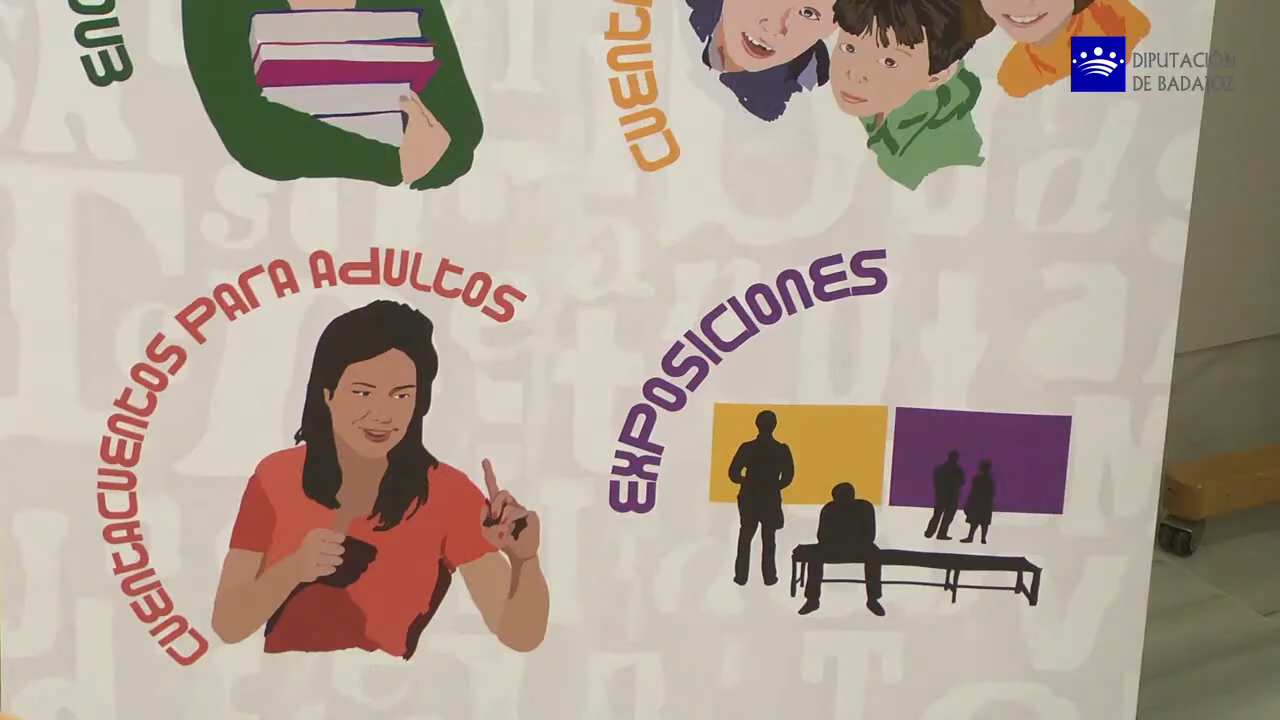 DIPUTACIÓN
DE BADAJOZ
CUENTACUENTOS PARA ADULTOS
EXPOSICIONES